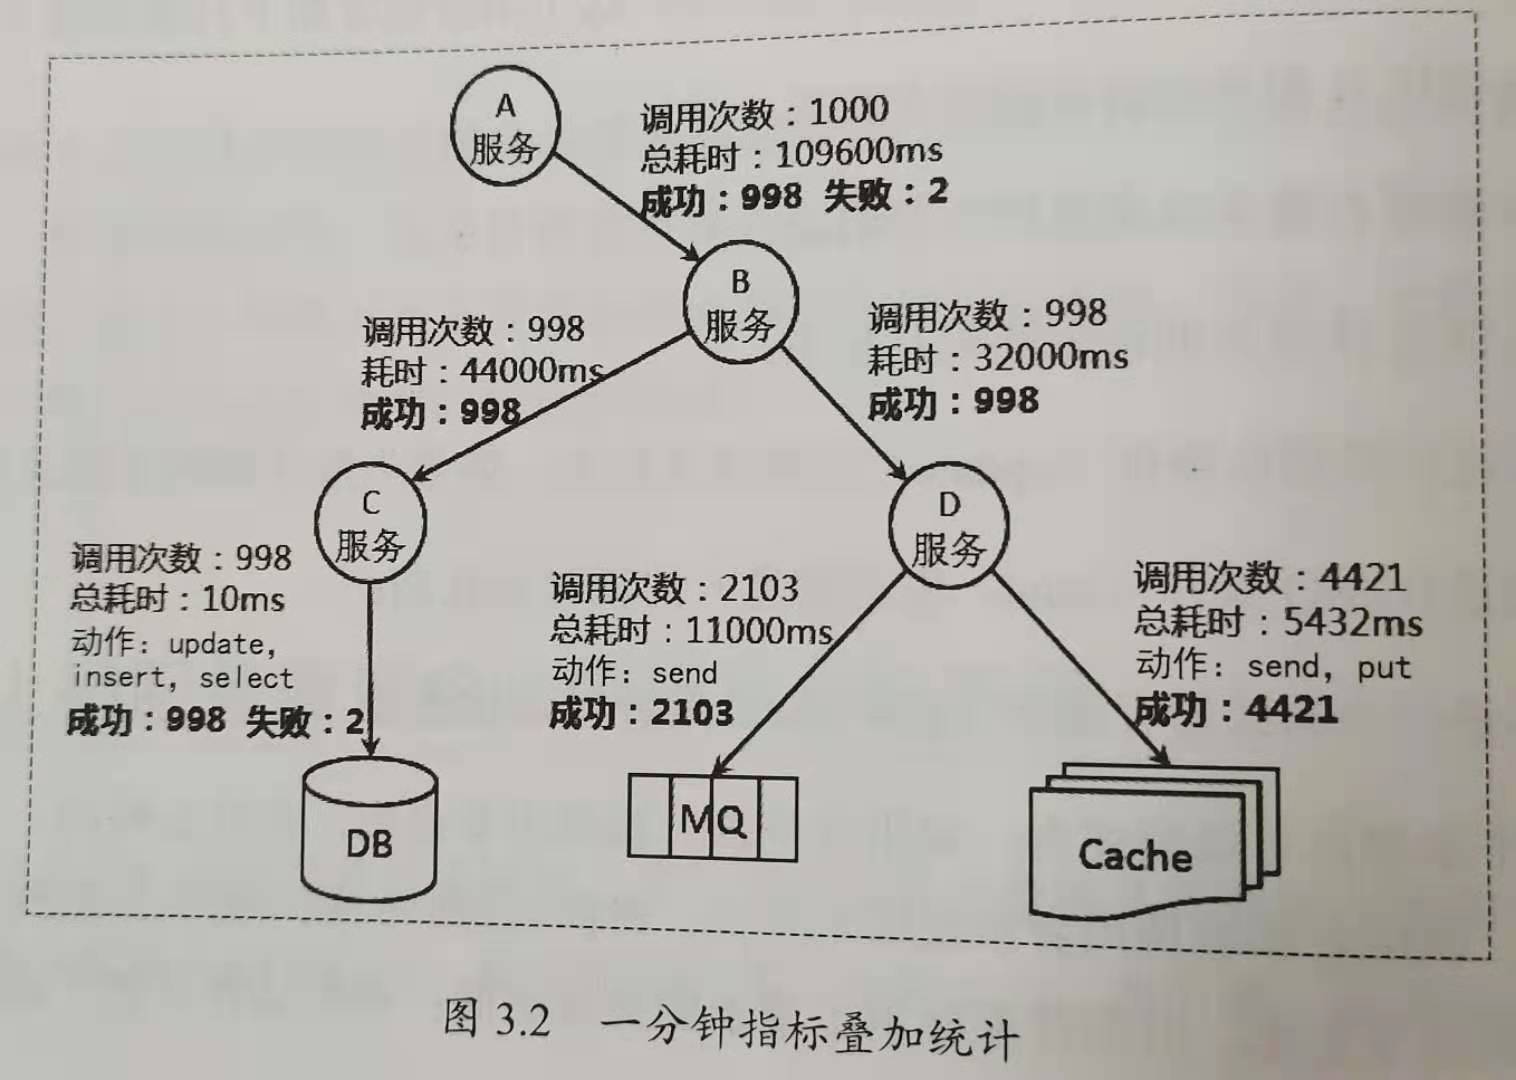 A
服务
调用次数：1000
总耗时：109600ms
成功：998 失败：2
B
服务
调用次数：998
耗时：44000ms
成功：998
调用次数：998
耗时：32000ms
成功：998
C
服务
D
服务
调用次数：998
总耗时：10ms
动作：update,
insert, select
成功：998 失败：2
调用次数：2103
总耗时：11000ms
动作：send
成功：2103
调用次数：4421
总耗时：5432ms
动作：send, put
成功：4421
DB
MQ
Cache
图 3.2 一分钟指标叠加统计